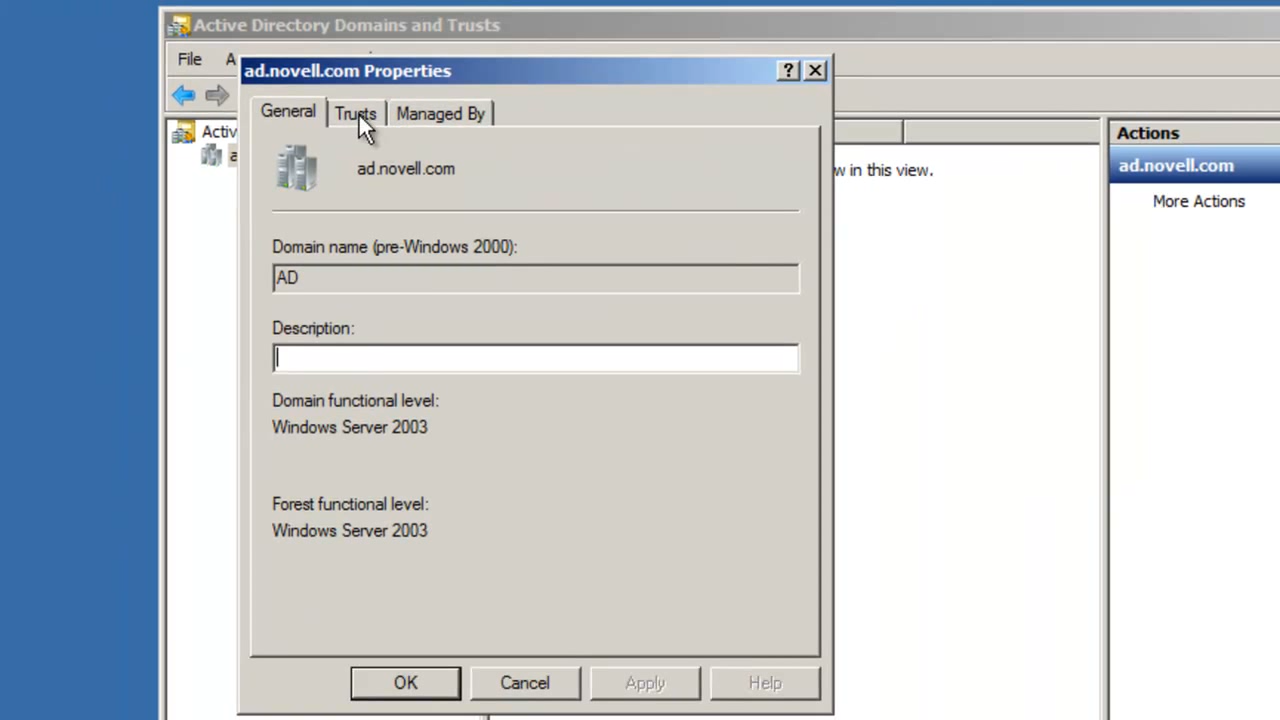 Active Directory Domains and Trusts
File A
ad.novell.com Properties
General Trusts Managed By
Activ
ad.novell.com
w in this view.
Actions
ad.novell.com
More Actions
Domain name (pre-Windows 2000):
AD
Description:
Domain functional level:
Windows Server 2003
Forest functional level:
Windows Server 2003
OK Cancel Apply Help